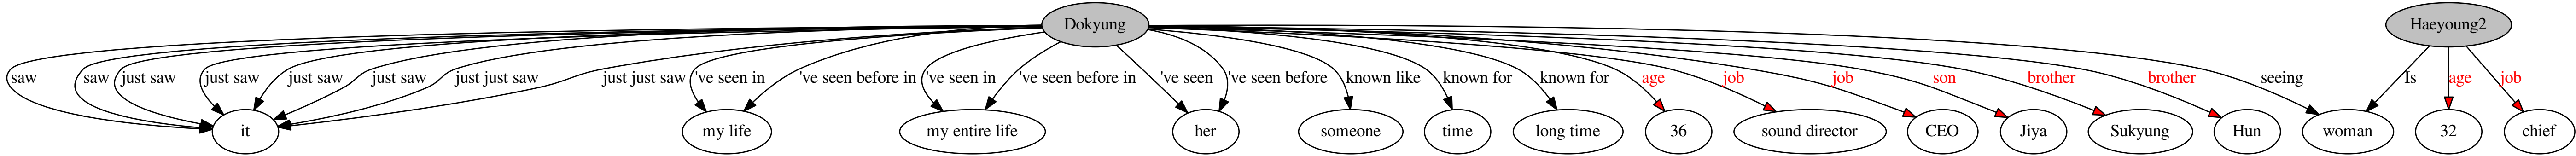 Dokyung Haeyoung2
saw saw just saw just saw just saw just saw just just saw just just saw 've seen in 've seen before in 've seen in 've seen before in 've seen 've seen before known like known for known for age job job son brother brother seeing Is age job
it my life my entire life her someone time long time 36 sound director CEO Jiya Sukyung Hun woman 32 chief